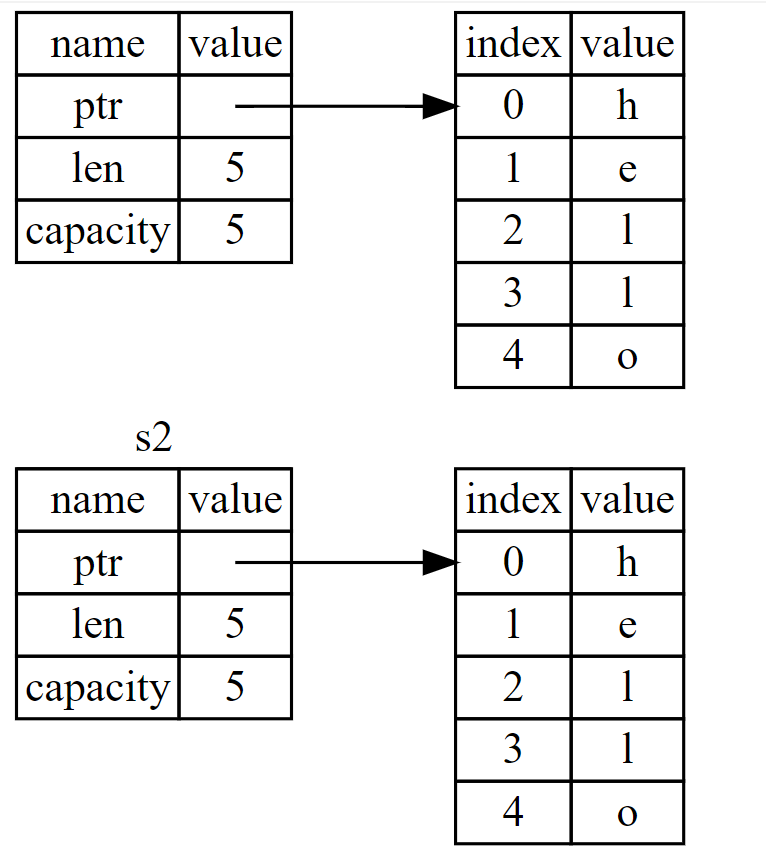 name value
ptr
len 5
capacity 5
index value
0 h
1 e
2 l
3 l
4 o
s2
name value
ptr
len 5
capacity 5
index value
0 h
1 e
2 l
3 l
4 o